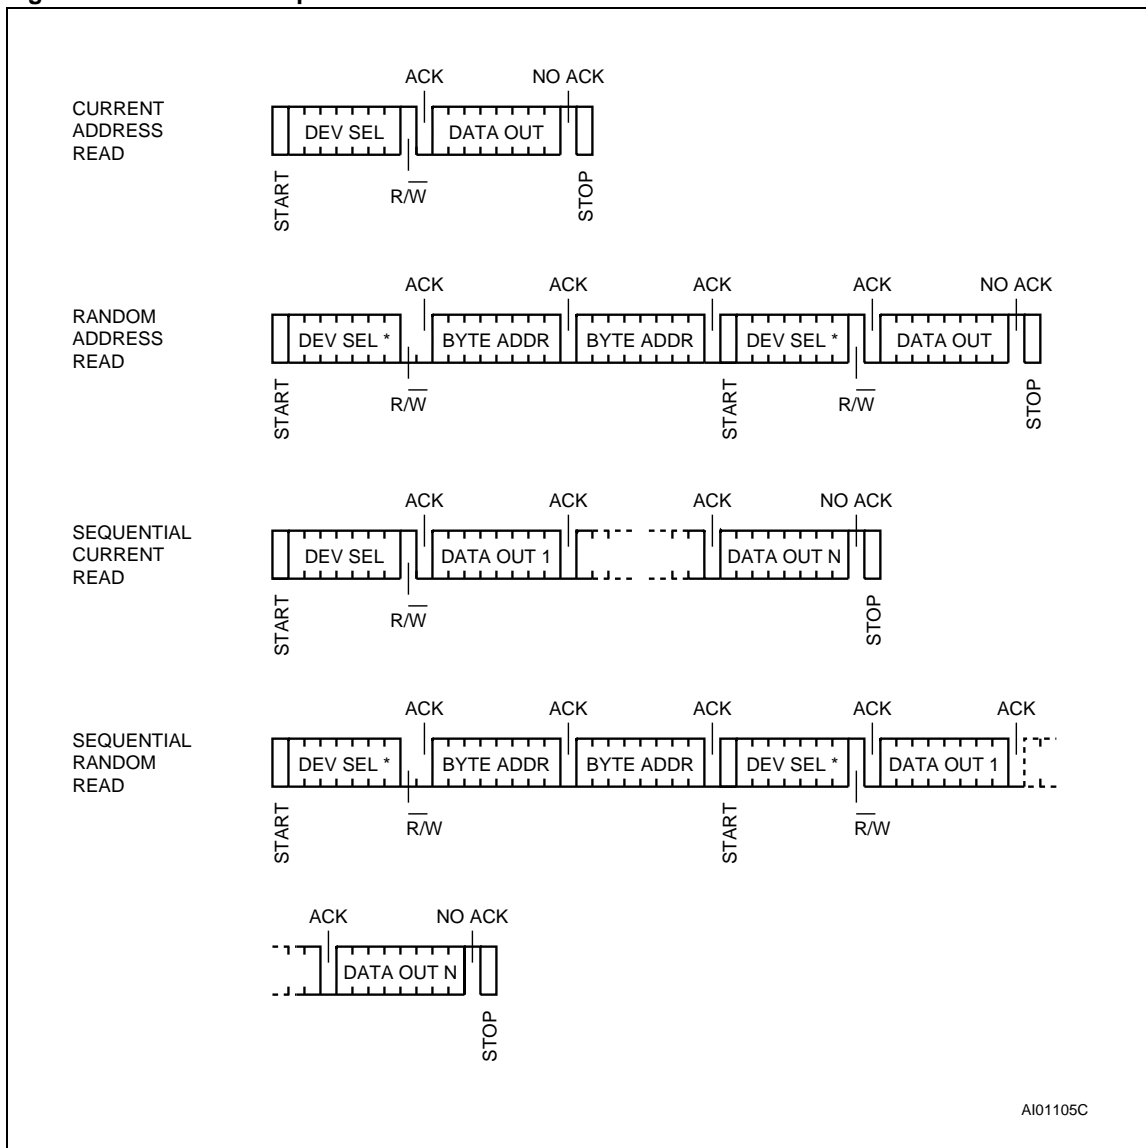 ACK NO ACK
CURRENT
ADDRESS
READ
DEV SEL DATA OUT
START R/W STOP
ACK ACK ACK ACK NO ACK
RANDOM
ADDRESS
READ
DEV SEL * BYTE ADDR BYTE ADDR DEV SEL * DATA OUT
START R/W START R/W STOP
ACK ACK ACK NO ACK
SEQUENTIAL
CURRENT
READ
DEV SEL DATA OUT 1 DATA OUT N
START R/W STOP
ACK ACK ACK ACK ACK
SEQUENTIAL
RANDOM
READ
DEV SEL * BYTE ADDR BYTE ADDR DEV SEL * DATA OUT 1
START R/W START R/W
ACK NO ACK
DATA OUT N
STOP
AI01105C